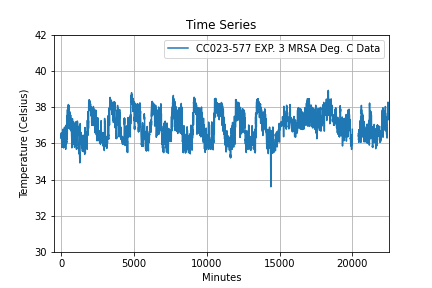 Time Series
CC023-577 EXP. 3 MRSA Deg. C Data
Temperature (Celsius)
42
40
38
36
34
32
30
0 5000 10000 15000 20000
Minutes